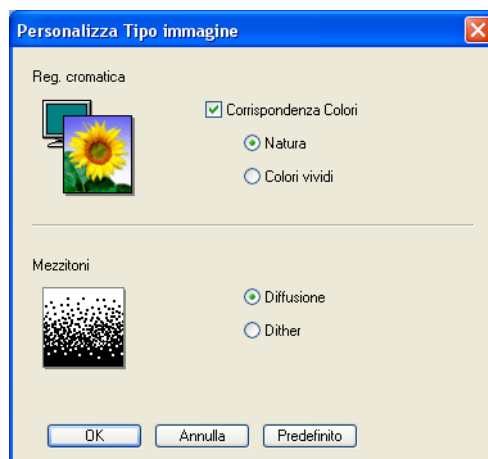 Personalizza Tipo immagine
Reg. cromatica
Corrispondenza Colori
Natura
Colori vividi
Mezzitoni
Diffusione
Dither
OK Annulla Predefinito